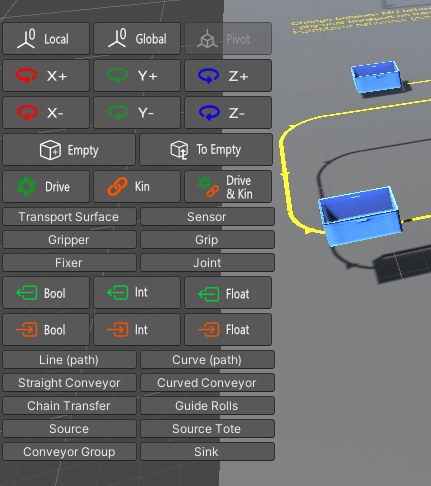 Local Global Pivot
X+ Y+ Z+
X- Y- Z-
Empty To Empty
Drive Kin Drive & Kin
Transport Surface Sensor
Gripper Grip
Fixer Joint
Bool Int Float
Bool Int Float
Line (path) Curve (path)
Straight Conveyor Curved Conveyor
Chain Transfer Guide Rolls
Source Source Tote
Conveyor Group Sink